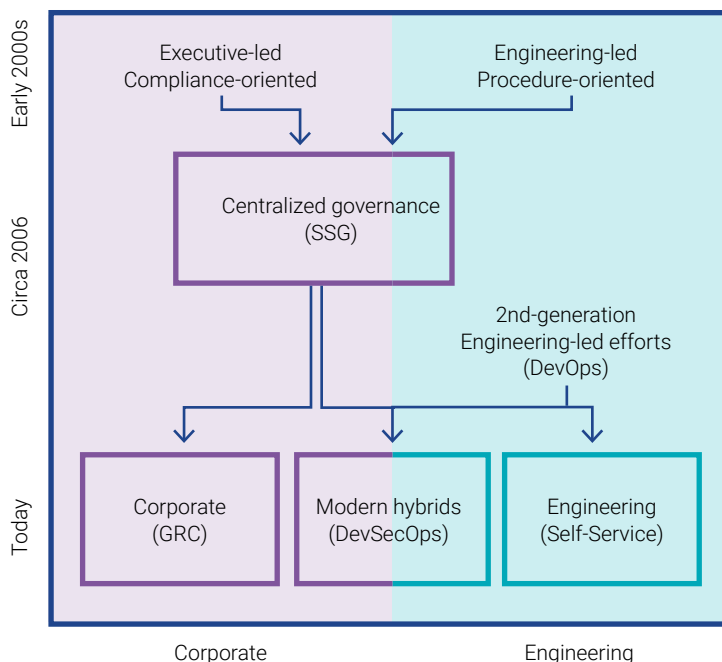 Early 2000s
Executive-led
Compliance-oriented
Engineering-led
Procedure-oriented
Circa 2006
Centralized governance
(SSG)
2nd-generation
Engineering-led efforts
(DevOps)
Today
Corporate
(GRC)
Modern hybrids
(DevSecOps)
Engineering
(Self-Service)
Corporate
Engineering